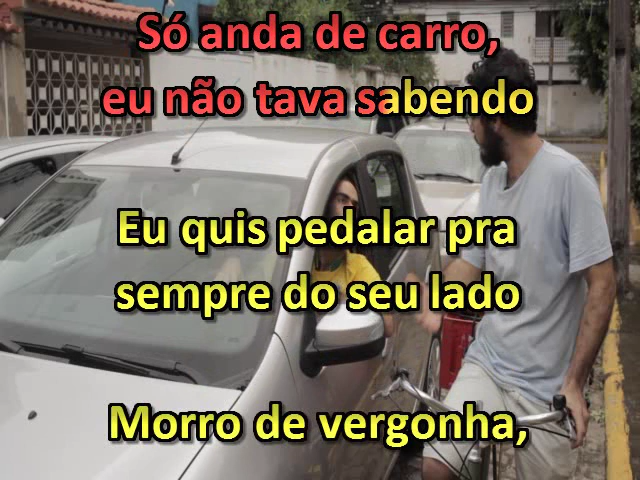 Só anda de carro,
eu não tava sabendo
Eu quis pedalar pra
sempre do seu lado
Morro de vergonha,